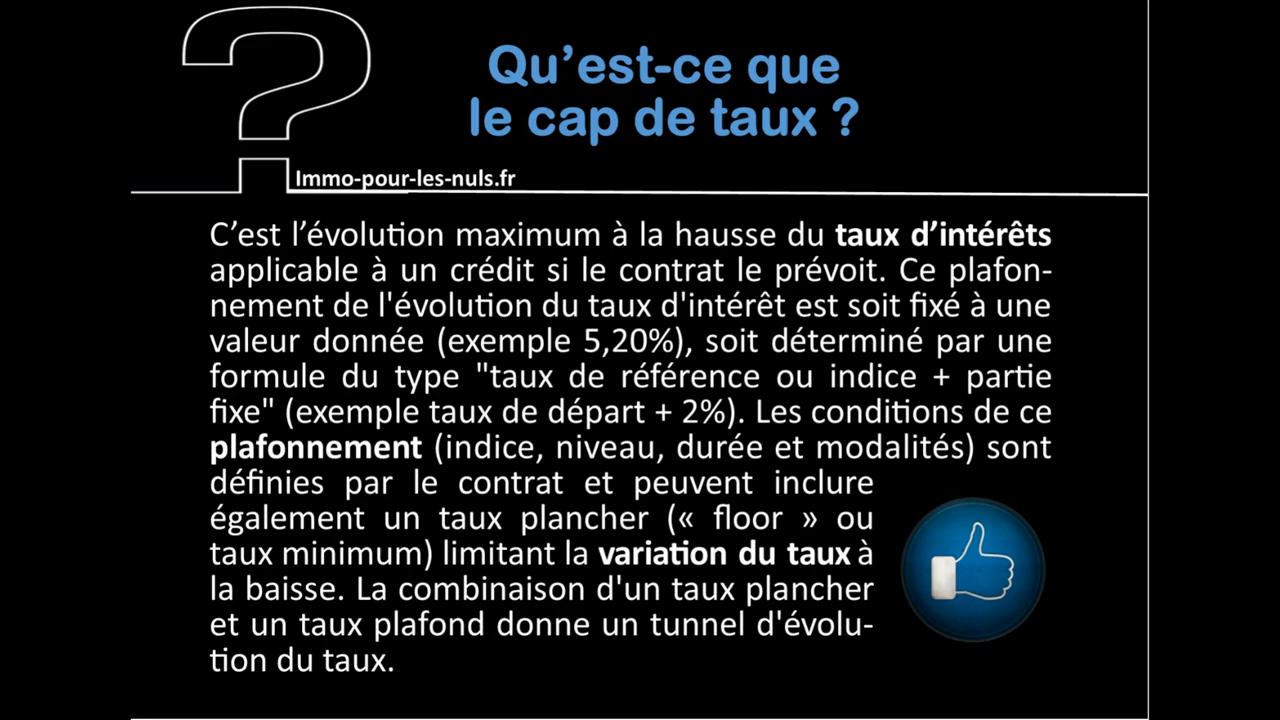 Qu’est-ce que
le cap de taux ?
Immo-pour-les-nuls.fr
C’est l’évolution maximum à la hausse du taux d’intérêts
applicable à un crédit si le contrat le prévoit. Ce plafon-
nement de l'évolution du taux d'intérêt est soit fixé à une
valeur donnée (exemple 5,20%), soit déterminé par une
formule du type "taux de référence ou indice + partie
fixe" (exemple taux de départ + 2%). Les conditions de ce
plafonnement (indice, niveau, durée et modalités) sont
définies par le contrat et peuvent inclure
également un taux plancher (« floor » ou
taux minimum) limitant la variation du taux à
la baisse. La combinaison d'un taux plancher
et un taux plafond donne un tunnel d'évolu-
tion du taux.